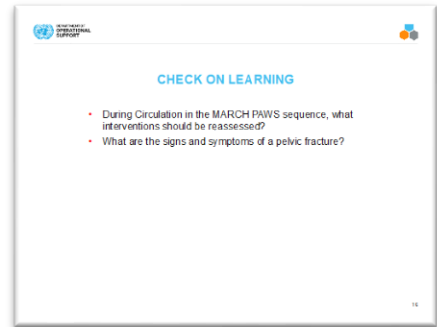 DEPARTMENT OF
OPERATIONAL
SUPPORT
CHECK ON LEARNING
• During Circulation in the MARCH PAWS sequence, what
interventions should be reassessed?
• What are the signs and symptoms of a pelvic fracture?